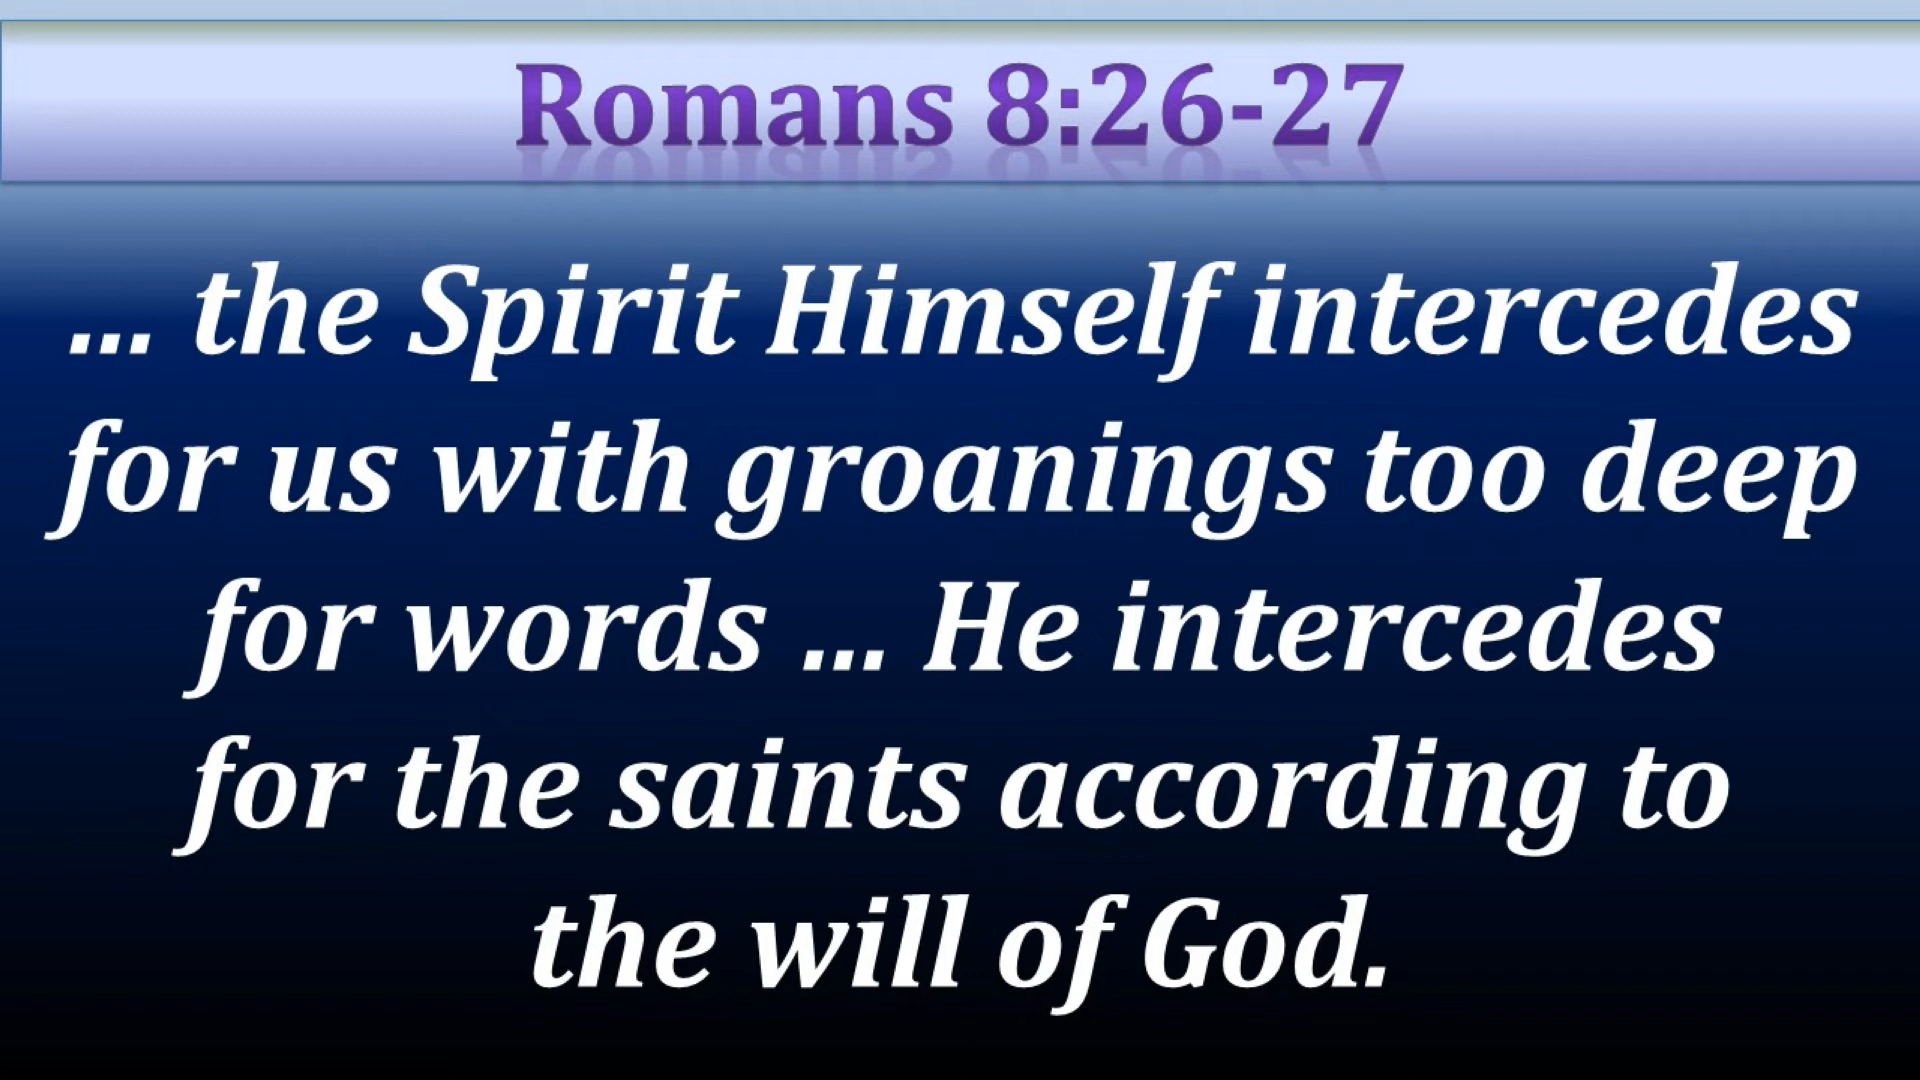 Romans 8:26-27
... the Spirit Himself intercedes
for us with groanings too deep
for words ... He intercedes
for the saints according to
the will of God.